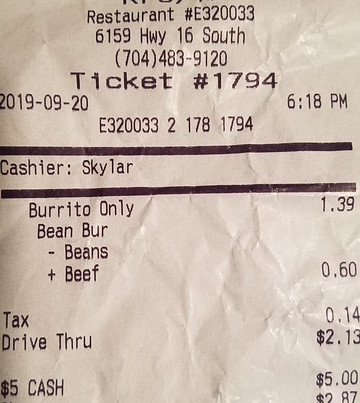 Restaurant #E320033
6159 Hwy 16 South
(704)483-9120
Ticket #1794
2019-09-20 6:18 PM
E320033 2 178 1794
Cashier: Skylar
Burrito Only 1.39
Bean Bur
- Beans
+ Beef 0.60
Tax 0.14
Drive Thru $2.13
$5 CASH $5.00
$2.87